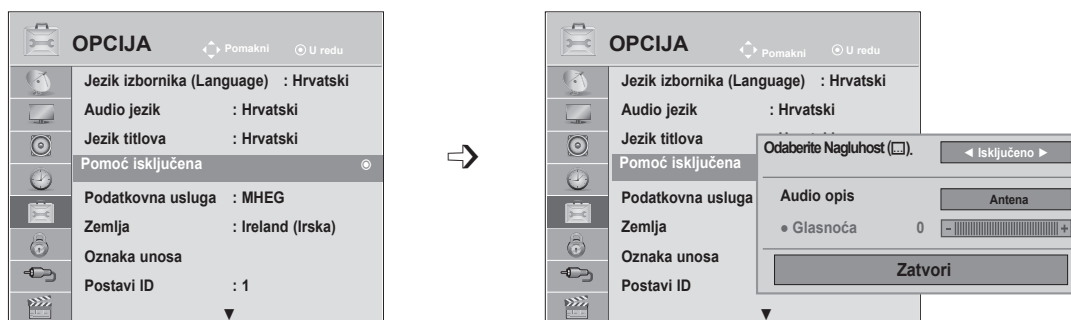 OPCIJA Pomakni U redu
Jezik izbornika (Language) : Hrvatski
Audio jezik : Hrvatski
Jezik titlova : Hrvatski
Pomoć isključena
Podatkovna usluga : MHEG
Zemlja : Ireland (Irska)
Oznaka unosa
Postavi ID : 1
OPCIJA Pomakni U redu
Jezik izbornika (Language) : Hrvatski
Audio jezik : Hrvatski
Jezik titlova
Pomoć isključena
Podatkovna usluga
Zemlja
Oznaka unosa
Postavi ID
Odaberite Nagluhost ( ). ◄ Isključeno ►
Audio opis Antena
● Glasnoća 0 - +
Zatvori